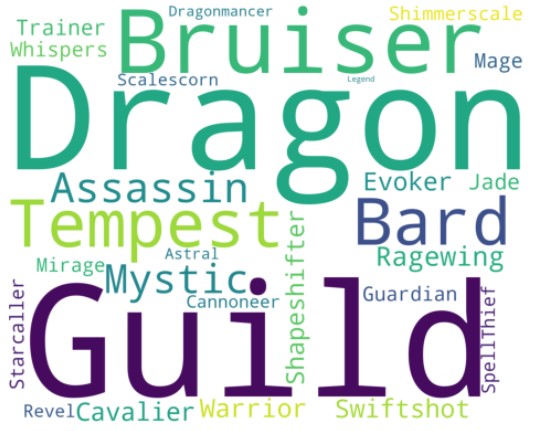 Dragonmancer
Shimmerscale
Trainer
Bruiser
Whispers
Mage
Scalescorn
Legend
Dragon
Assassin
Evoker
Jade
Tempest
Bard
Shapeshifter
Ragewing
Astral
Mirage
Mystic
Cannoneer
Guardian
Starcaller
Guild
SpellThief
Revel
Cavalier
Warrior
Swiftshot